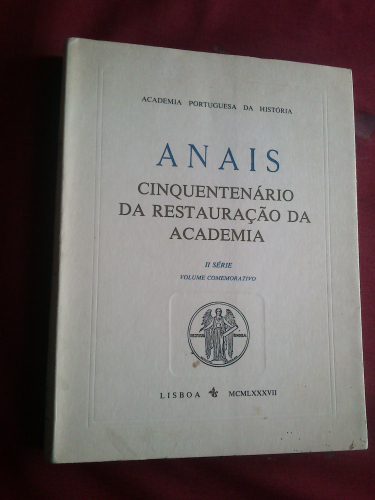 ACADEMIA PORTUGUESA DA HISTÓRIA
ANAIS
CINQUENTENÁRIO
DA RESTAURAÇÃO DA
ACADEMIA
II SÉRIE
VOLUME COMEMORATIVO
LISBOA MCMLXXXVII